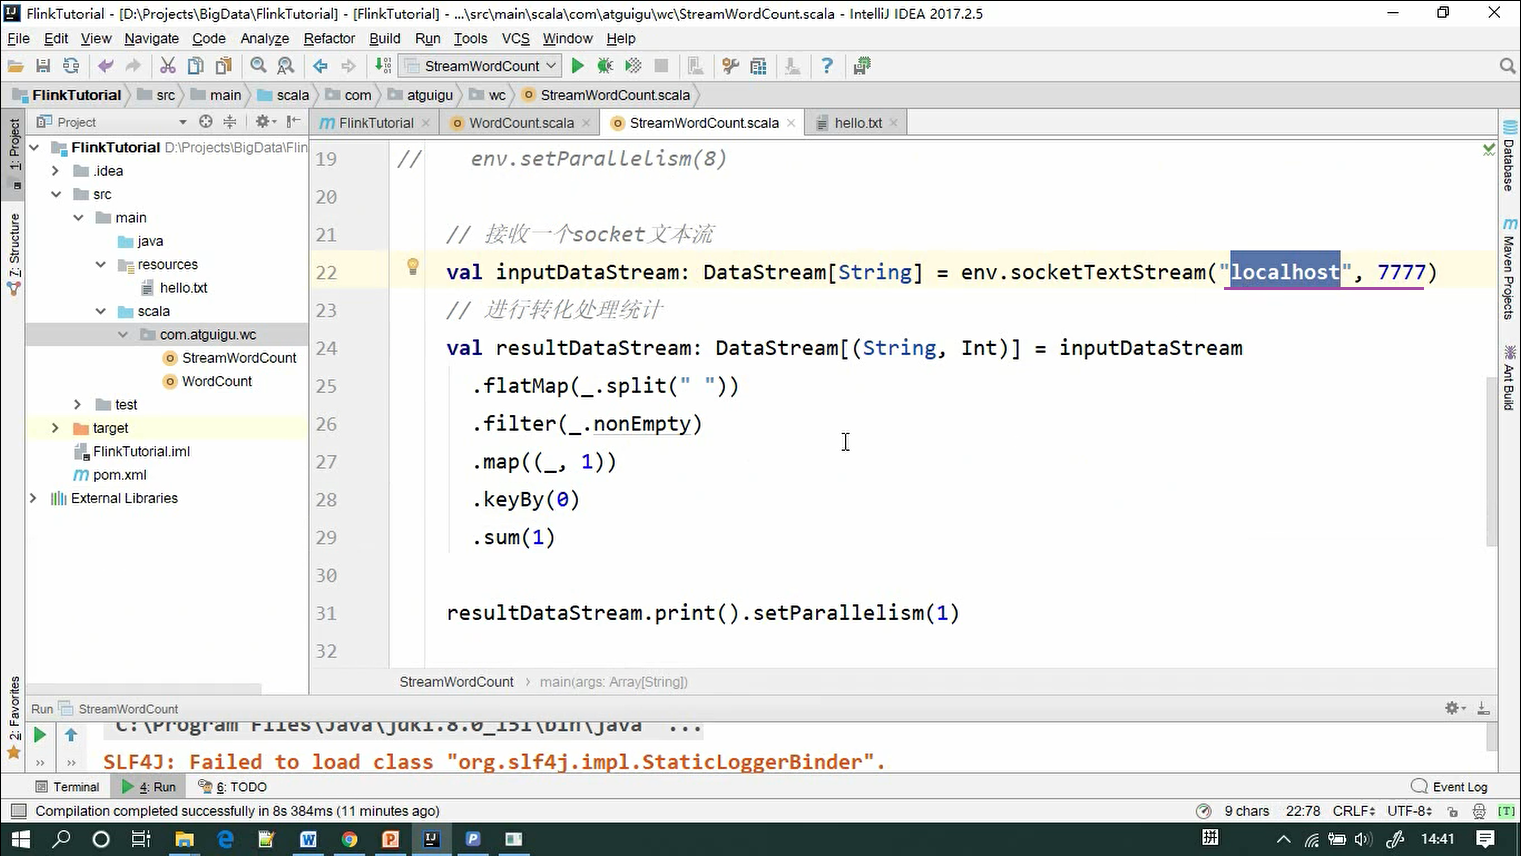 FlinkTutorial - [D:\Projects\BigData\FlinkTutorial] - [FlinkTutorial] - ...\src\main\scala\com\atguigu\wc\StreamWordCount.scala - IntelliJ IDEA 2017.2.5
File Edit View Navigate Code Analyze Refactor Build Run Tools VCS Window Help
StreamWordCount
FlinkTutorial src main scala com atguigu wc StreamWordCount.scala
Project
FlinkTutorial WordCount.scala StreamWordCount.scala hello.txt
1: Project
7: Structure
2: Favorites
FlinkTutorial D:\Projects\BigData\Flin
.idea
src
main
java
resources
hello.txt
scala
com.atguigu.wc
StreamWordCount
WordCount
test
target
FlinkTutorial.iml
pom.xml
External Libraries
19 // env.setParallelism(8)
20
21 // 接收一个socket文本流
22 val inputDataStream: DataStream[String] = env.socketTextStream("localhost", 7777)
23 // 进行转化处理统计
24 val resultDataStream: DataStream[(String, Int)] = inputDataStream
25 .flatMap(_.split(" "))
26 .filter(_.nonEmpty)
27 .map((_, 1))
28 .keyBy(0)
29 .sum(1)
30
31 resultDataStream.print().setParallelism(1)
32
StreamWordCount main(args: Array[String])
Database
Maven Projects
Ant Build
Run StreamWordCount
C:\Program Files\Java\jdk1.8.0_151\bin\java ...
SLF4J: Failed to load class "org.slf4j.impl.StaticLoggerBinder".
Terminal 4: Run 6: TODO Event Log
Compilation completed successfully in 8s 384ms (11 minutes ago) 9 chars 22:78 CRLF UTF-8 [T]
拼 14:41